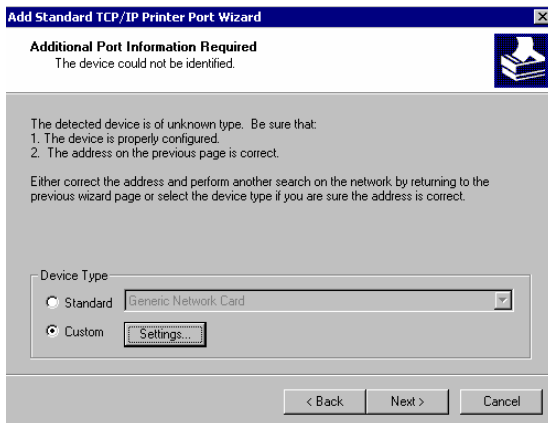 Add Standard TCP/IP Printer Port Wizard
Additional Port Information Required
The device could not be identified.
The detected device is of unknown type. Be sure that:
1. The device is properly configured.
2. The address on the previous page is correct.
Either correct the address and perform another search on the network by returning to the
previous wizard page or select the device type if you are sure the address is correct.
Device Type
Standard Generic Network Card
Custom Settings...
< Back Next > Cancel